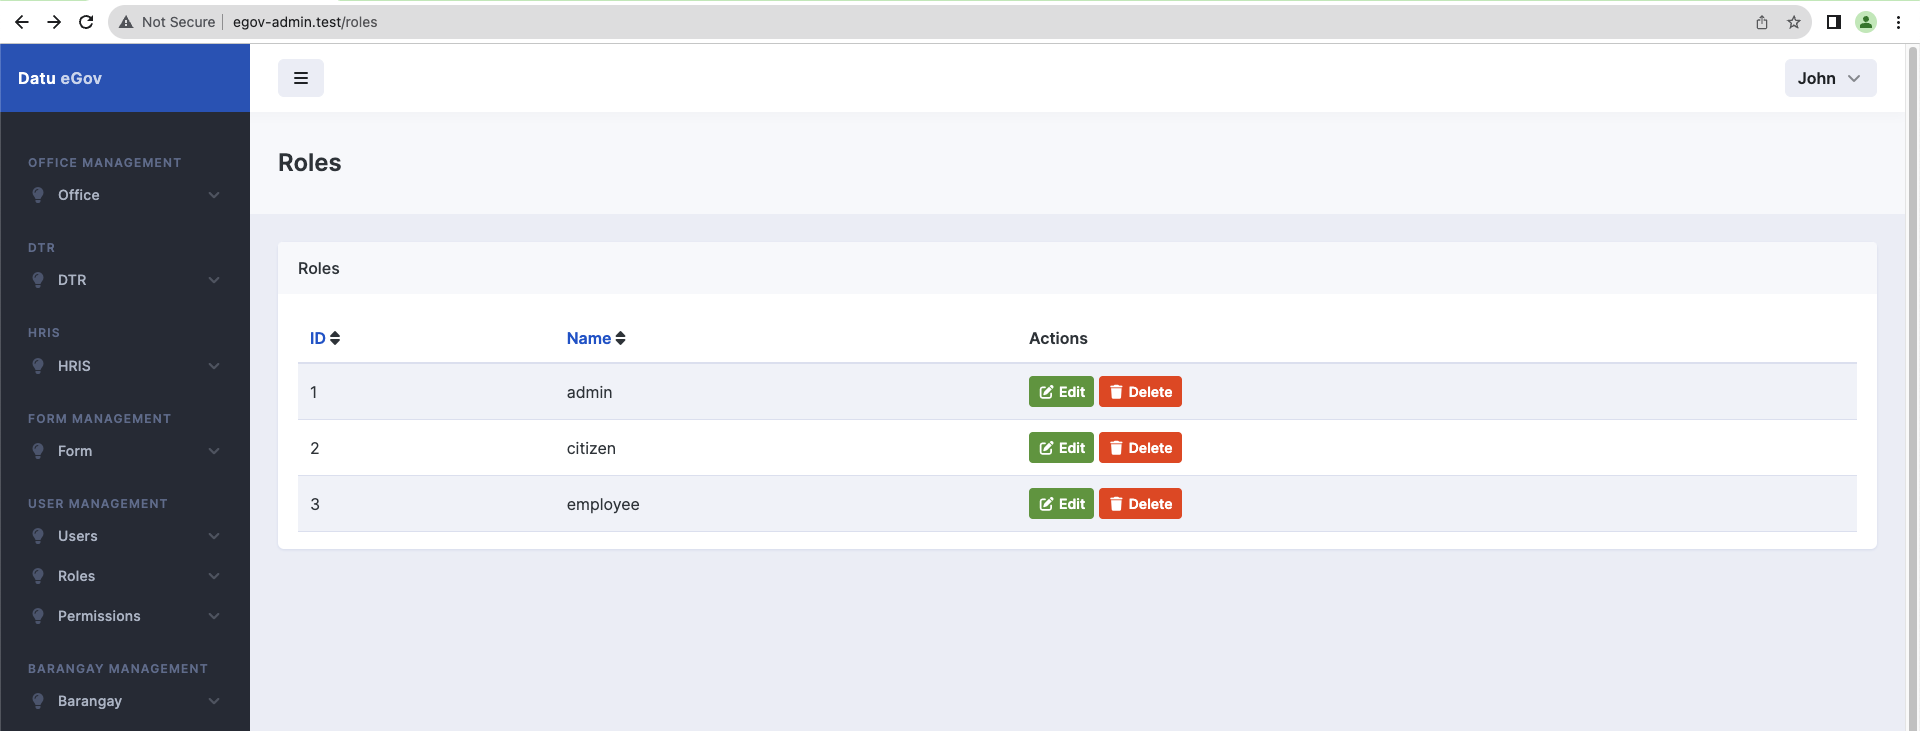 Not Secure egov-admin.test/roles
Datu eGov
John
OFFICE MANAGEMENT
Office
DTR
DTR
HRIS
HRIS
FORM MANAGEMENT
Form
USER MANAGEMENT
Users
Roles
Permissions
BARANGAY MANAGEMENT
Barangay
Roles
Roles
ID Name Actions
1 admin Edit Delete
2 citizen Edit Delete
3 employee Edit Delete